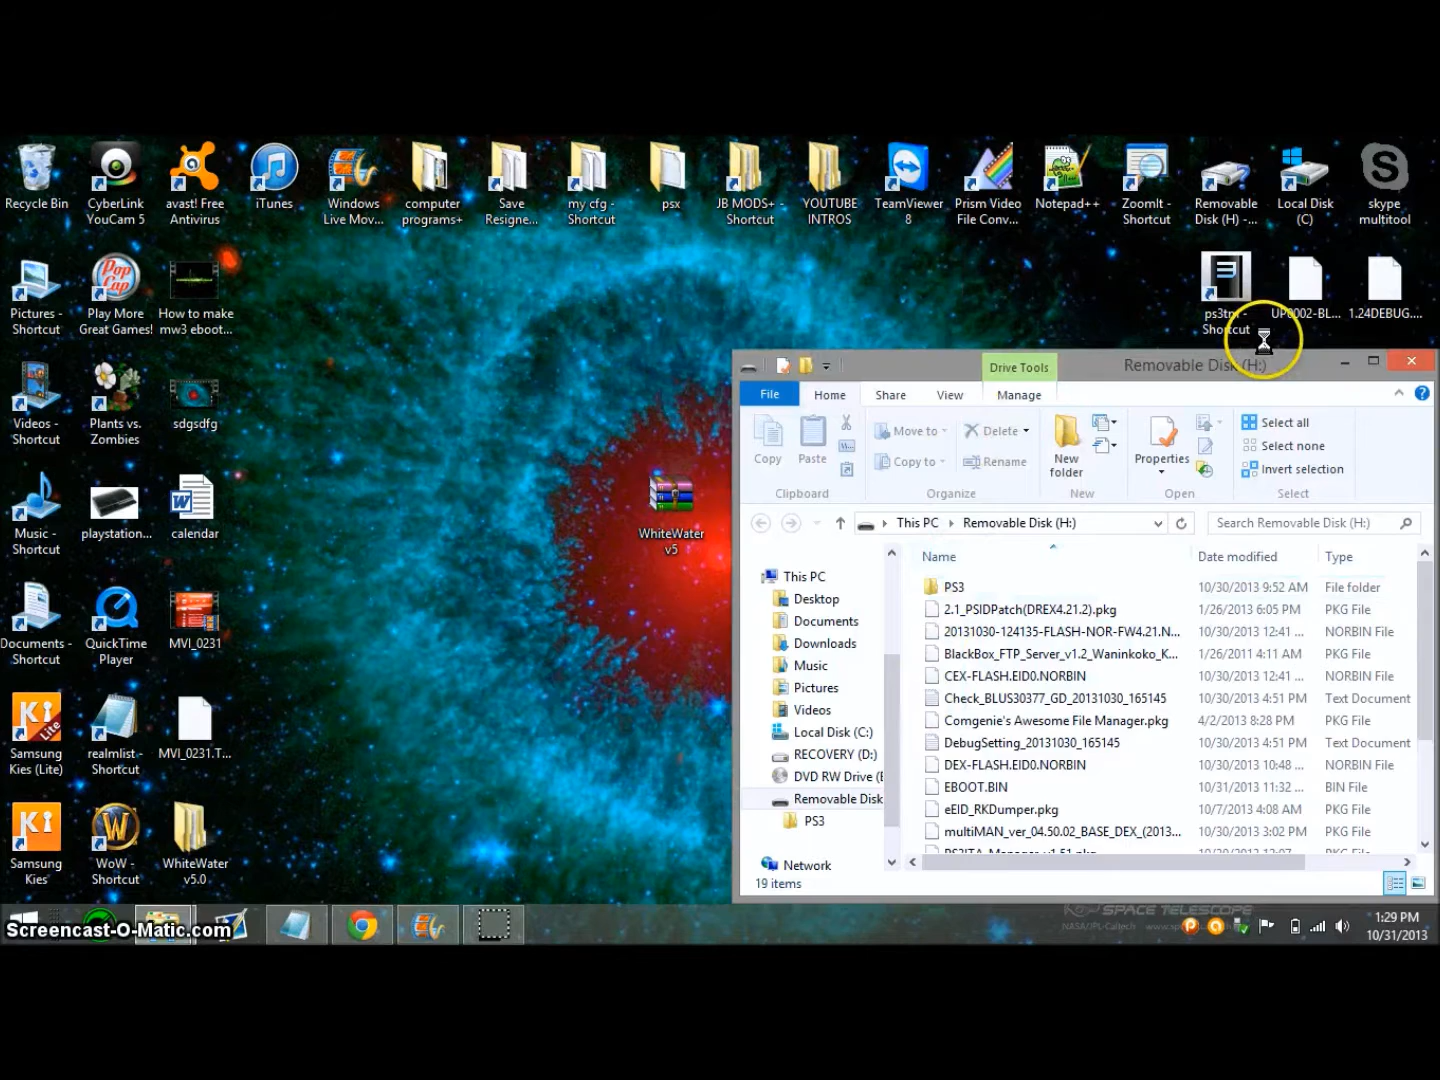 Recycle Bin
CyberLink
YouCam 5
avast! Free
Antivirus
iTunes
Windows
Live Mov...
computer
programs+
Save
Resigne...
my cfg -
Shortcut
psx
JB MODS+ -
Shortcut
YOUTUBE
INTROS
TeamViewer
8
Prism Video
File Conv...
Notepad++
ZoomIt -
Shortcut
Removable
Disk (H) -...
Local Disk
(C)
skype
multitool
Pictures -
Shortcut
Pop
Cap
Play More
Great Games!
How to make
mw3 eboot...
ps3tm -
Shortcut
UP0002-BL...
1.24DEBUG....
Videos -
Shortcut
Plants vs.
Zombies
sdgsdfg
Music -
Shortcut
playstation...
calendar
WhiteWater
v5
Documents -
Shortcut
QuickTime
Player
MVI_0231
Ki
Lite
Samsung
Kies (Lite)
realmlist -
Shortcut
MVI_0231.T...
Ki
Samsung
Kies
WoW -
Shortcut
WhiteWater
v5.0
Drive Tools
Removable Disk (H:)
File
Home
Share
View
Manage
Copy
Paste
Move to
Copy to
Delete
Rename
New
folder
Properties
Select all
Select none
Invert selection
Clipboard
Organize
New
Open
Select
This PC
Removable Disk (H:)
Search Removable Disk (H:)
Name
Date modified
Type
This PC
Desktop
Documents
Downloads
Music
Pictures
Videos
Local Disk (C:)
RECOVERY (D:)
DVD RW Drive (E
Removable Disk
PS3
Network
PS3 10/30/2013 9:52 AM File folder
2.1_PSIDPatch(DREX4.21.2).pkg 1/26/2013 6:05 PM PKG File
20131030-124135-FLASH-NOR-FW4.21.N... 10/30/2013 12:41 ... NORBIN File
BlackBox_FTP_Server_v1.2_Waninkoko_K... 1/26/2011 4:11 AM PKG File
CEX-FLASH.EID0.NORBIN 10/30/2013 12:41 ... NORBIN File
Check_BLUS30377_GD_20131030_165145 10/30/2013 4:51 PM Text Document
Comgenie's Awesome File Manager.pkg 4/2/2013 8:28 PM PKG File
DebugSetting_20131030_165145 10/30/2013 4:51 PM Text Document
DEX-FLASH.EID0.NORBIN 10/30/2013 10:48 ... NORBIN File
EBOOT.BIN 10/31/2013 11:32 ... BIN File
eEID_RKDumper.pkg 10/7/2013 4:08 AM PKG File
multiMAN_ver_04.50.02_BASE_DEX_(2013... 10/30/2013 3:02 PM PKG File
19 items
SPACE TELESCOPE
NASA/JPL-Caltech
Screencast-O-Matic.com
1:29 PM
10/31/2013